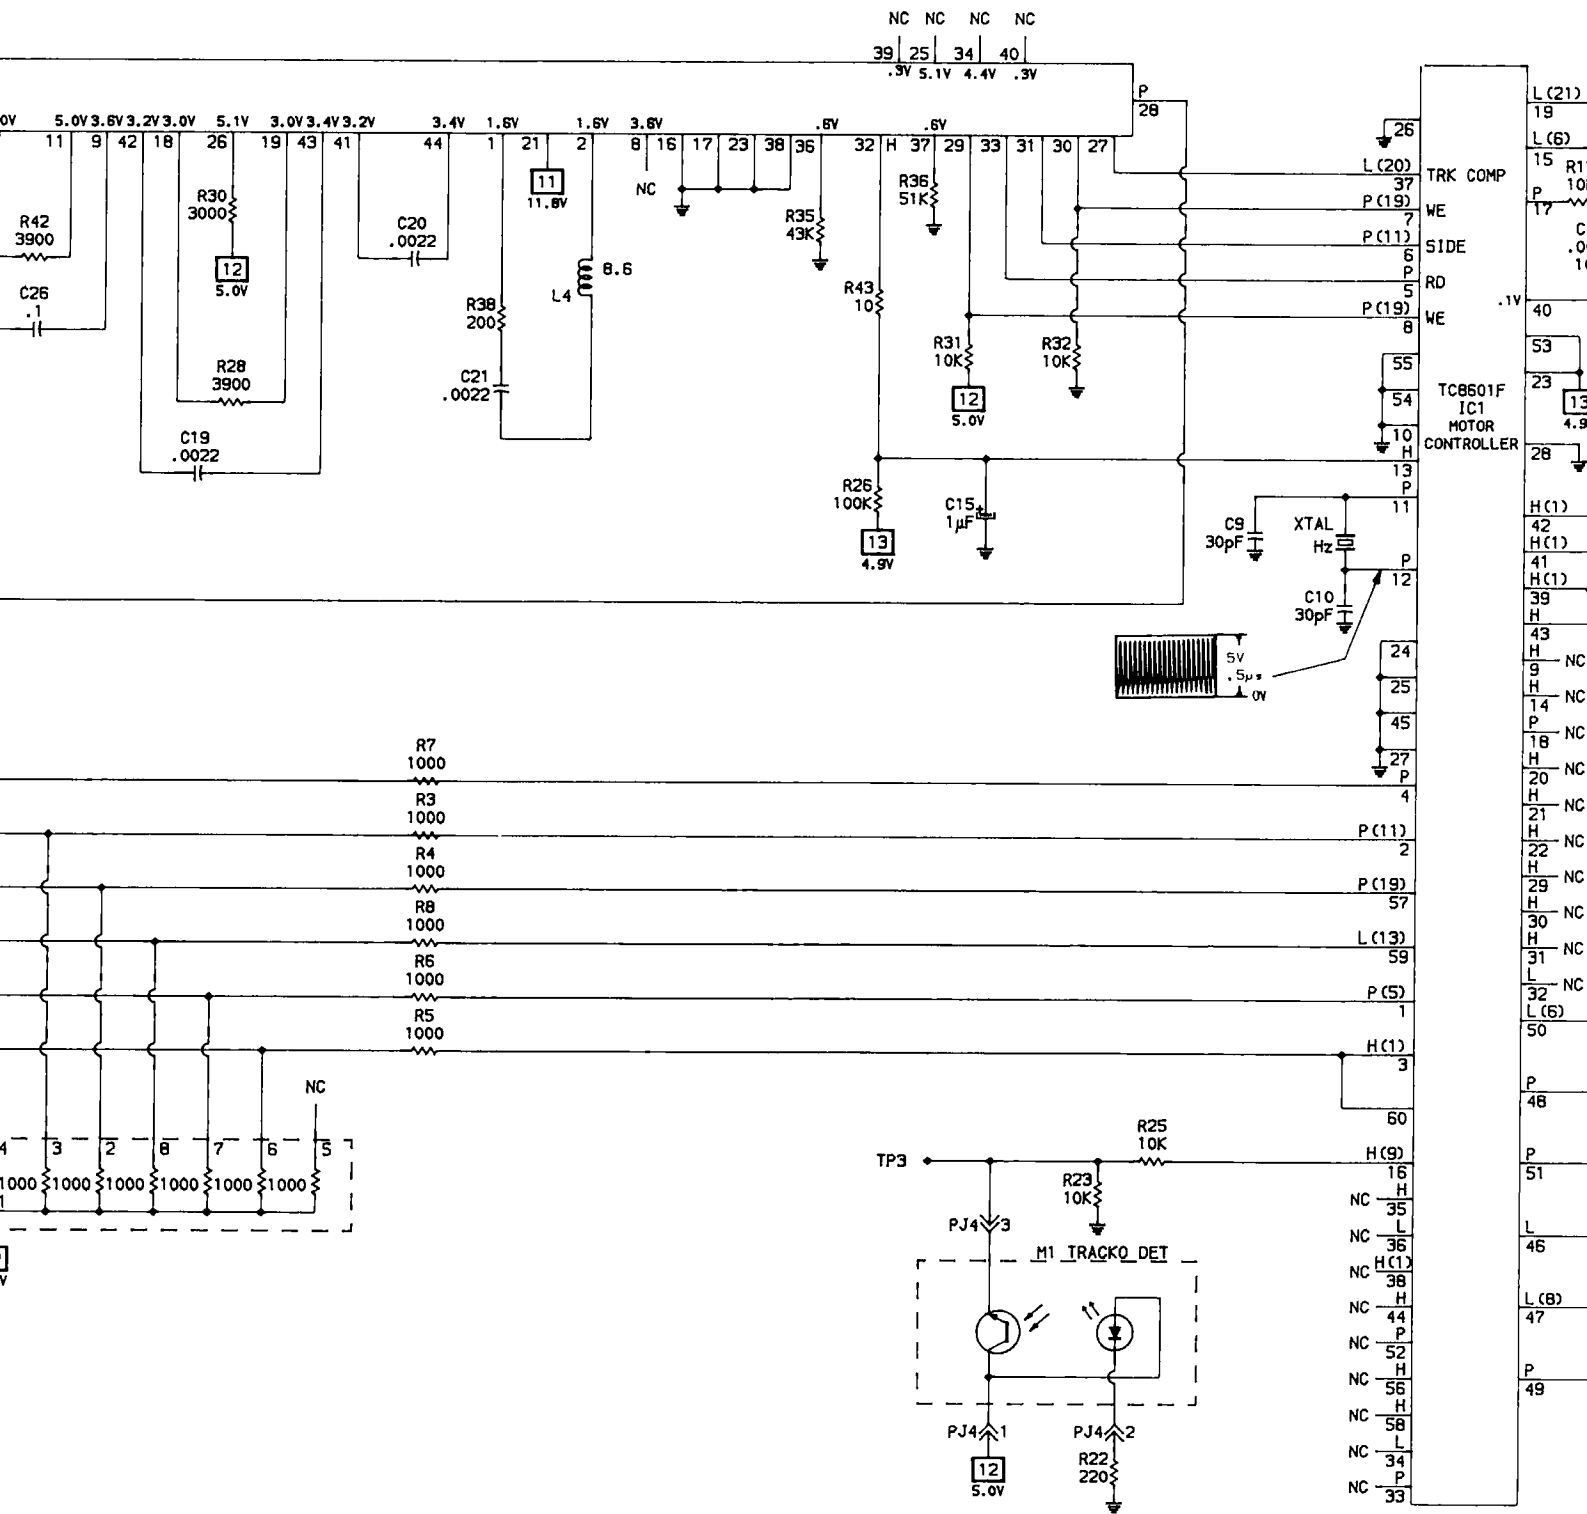 NC NC NC NC
39 25 34 40
.9V 5.1V 4.4V .3V
P
28
0V 5.0V 3.6V 3.2V 3.0V 5.1V 3.0V 3.4V 3.2V 3.4V 1.6V 1.6V 3.6V .6V .6V
11 9 42 18 26 19 43 41 44 1 21 2 8 16 17 23 38 36 32 H 37 29 33 31 30 27
R42
3900
C26
.1
R30
3000
12
5.0V
R28
3900
C19
.0022
C20
.0022
R38
200
C21
.0022
11
11.8V
L4
8.6
NC
R35
43K
R36
51K
R43
10
R31
10K
12
5.0V
R32
10K
R26
100K
13
4.9V
C15
+
1µF
C9
30pF
XTAL
Hz
C10
30pF
5V
.5µs
0V
26
L(20)
37
TRK COMP
P(19)
7
WE
P(11)
6
SIDE
P
5
RD
P(19)
8
WE
55
54
10
H
13
P
11
P
12
24
25
45
27
TC8601F
IC1
MOTOR
CONTROLLER
P
4
P(11)
2
P(19)
57
L(13)
59
P(5)
1
H(1)
3
60
H(9)
16
NC H
35
NC L
36
NC H(1)
38
NC H
44
NC P
52
NC H
56
NC H
58
NC L
34
NC P
33
L(21)
19
L(6)
15
P
17
.1V
40
53
23
13
4.9
28
H(1)
42
H(1)
41
H(1)
39
H
43
H
9 NC
H
14 NC
P
18 NC
H
20 NC
H
21 NC
H
22 NC
H
29 NC
H
30 NC
H
31 NC
L
32 NC
L(6)
50
P
48
P
51
L
46
L(8)
47
P
49
R7
1000
R3
1000
R4
1000
R8
1000
R6
1000
R5
1000
NC
4 3 2 8 7 6 5
1000 1000 1000 1000 1000 1000
1
V
TP3
R25
10K
R23
10K
PJ4 3
M1 TRACKO DET
PJ4 1
PJ4 2
12
5.0V
R22
220